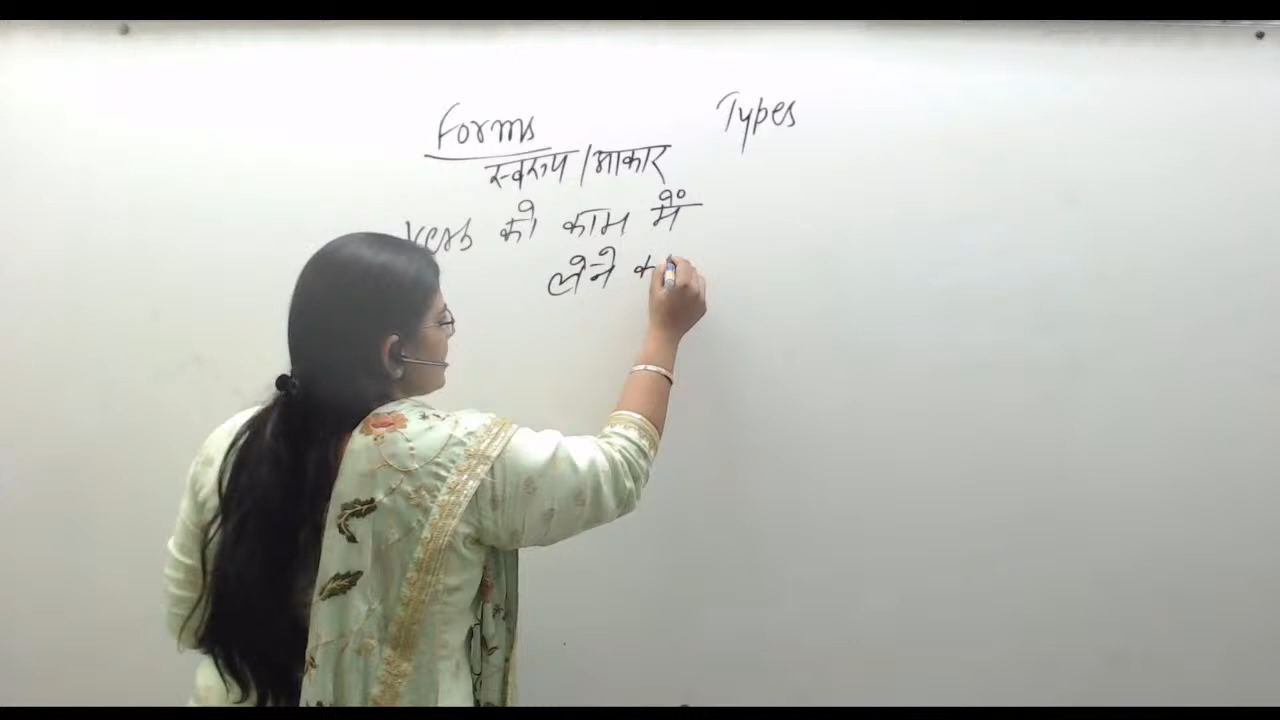 Forms Types
स्वरूप/आकार
Verb को काम में
लेने